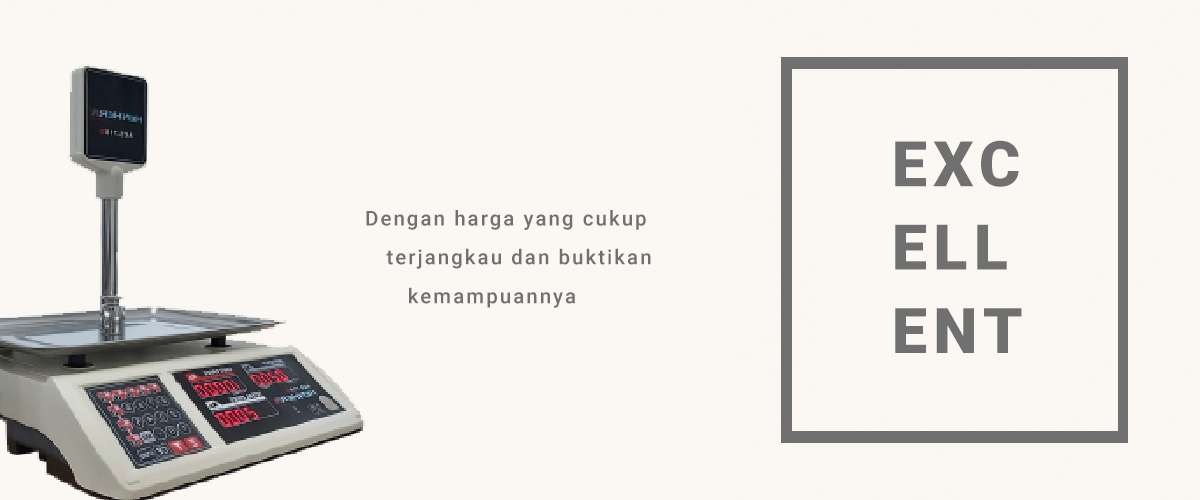 Dengan harga yang cukup
terjangkau dan buktikan
kemampuannya
EXC
ELL
ENT